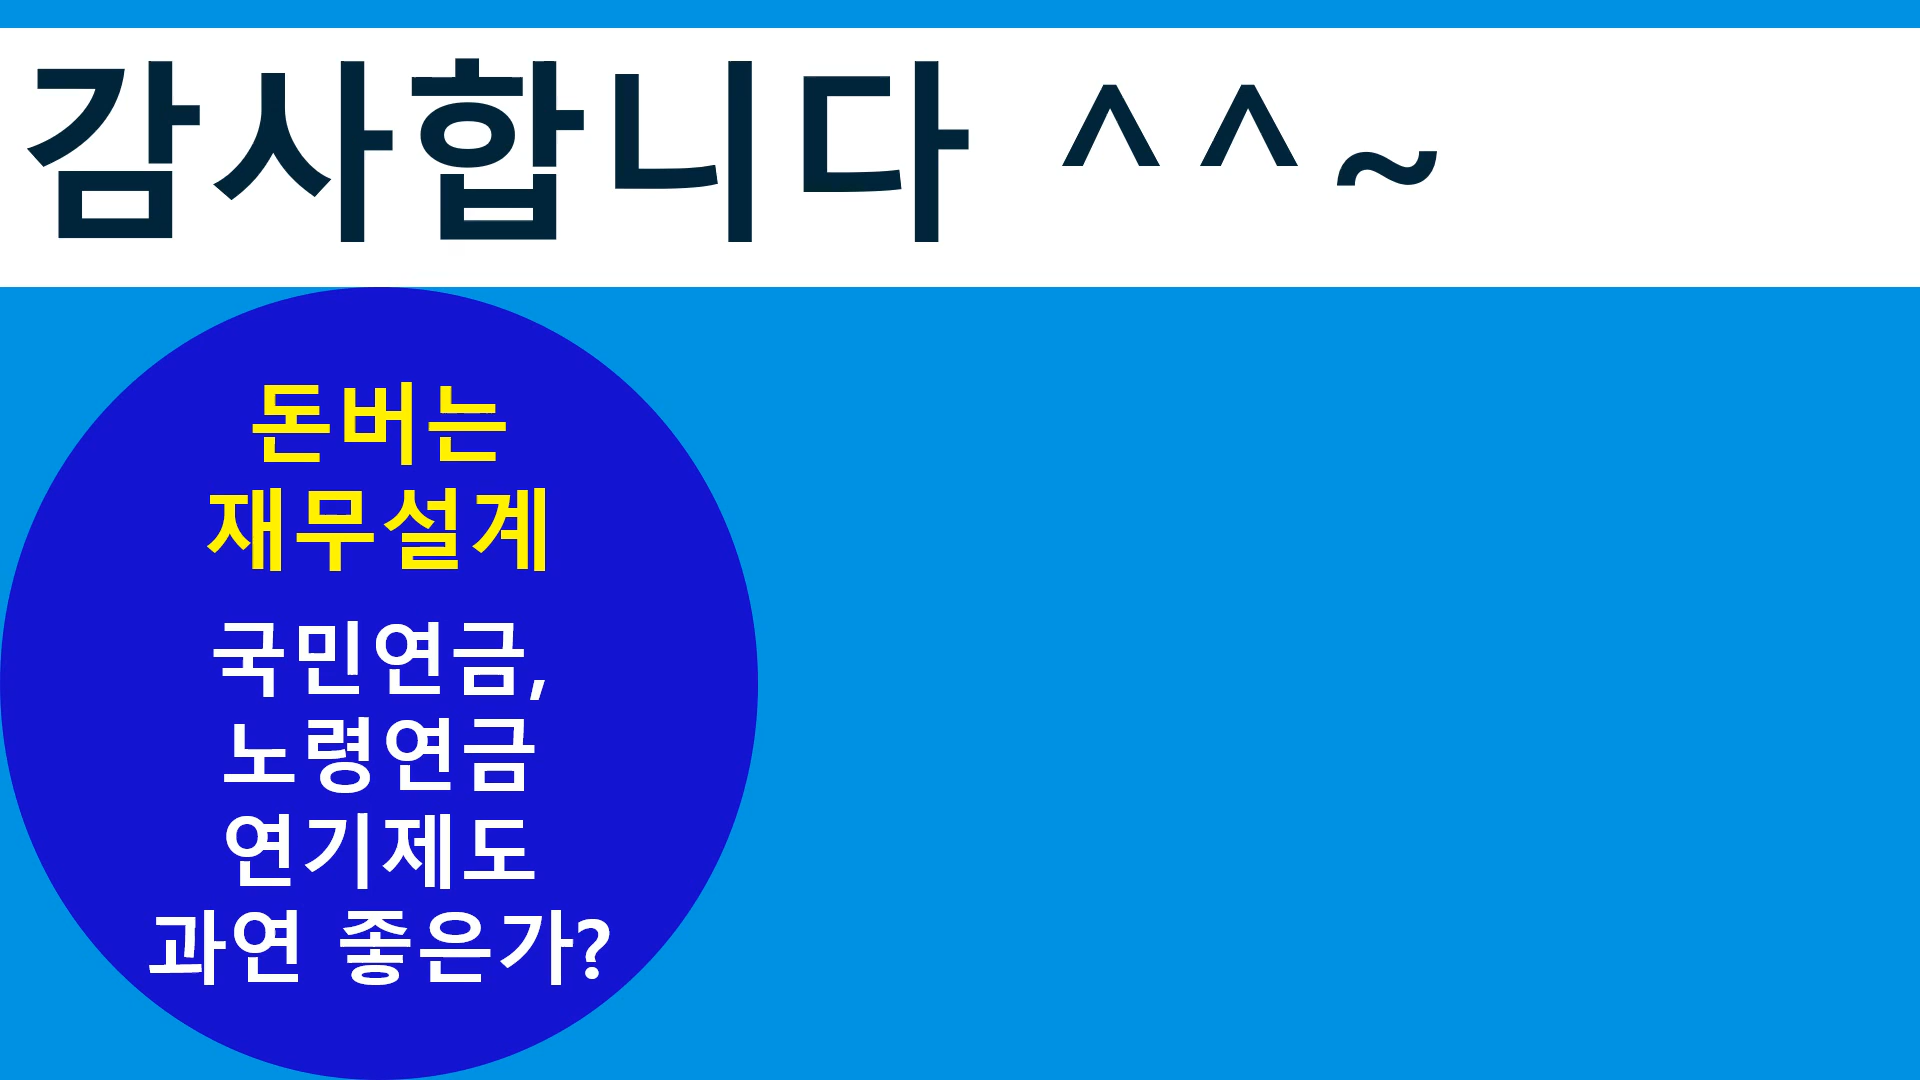 감사합니다 ^^~
돈버는
재무설계
국민연금,
노령연금
연기제도
과연 좋은가?